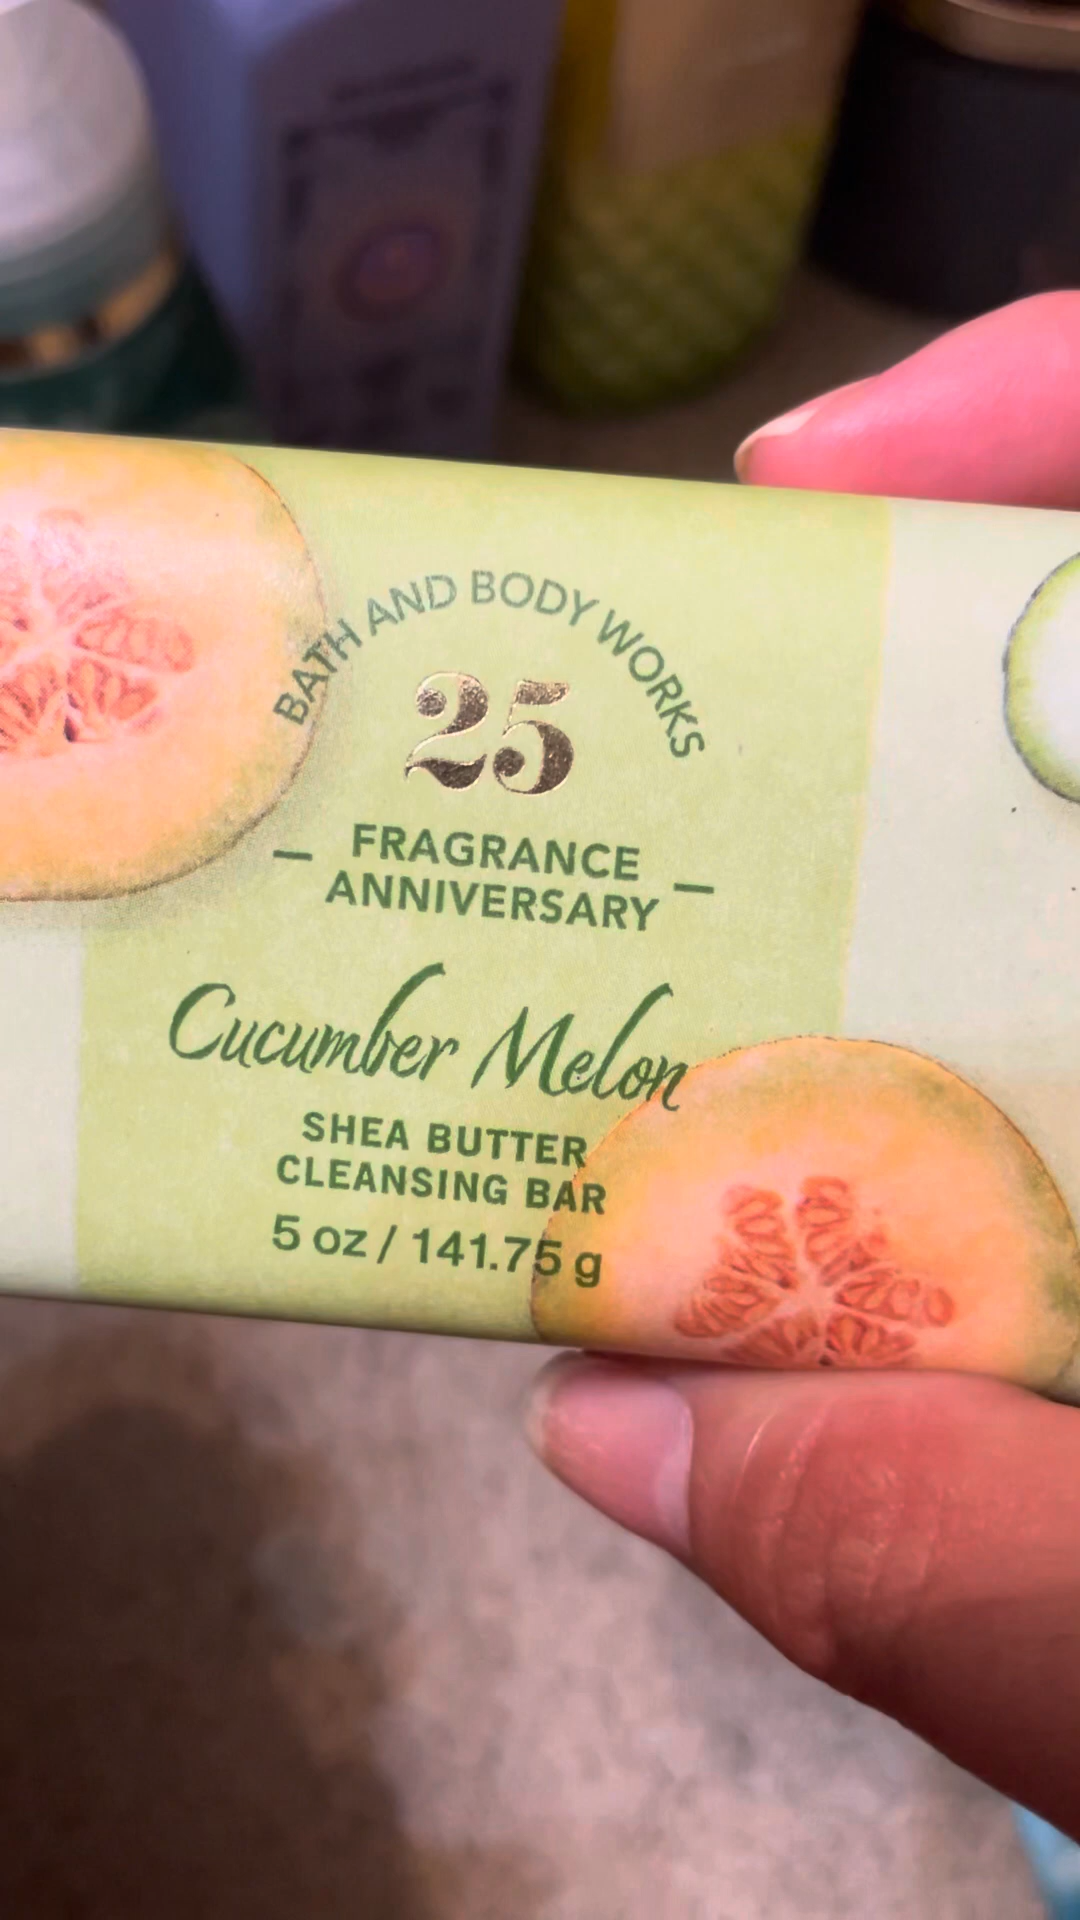 BATH AND BODY WORKS
25
— FRAGRANCE
ANNIVERSARY —
Cucumber Melon
SHEA BUTTER
CLEANSING BAR
5 oz / 141.75 g